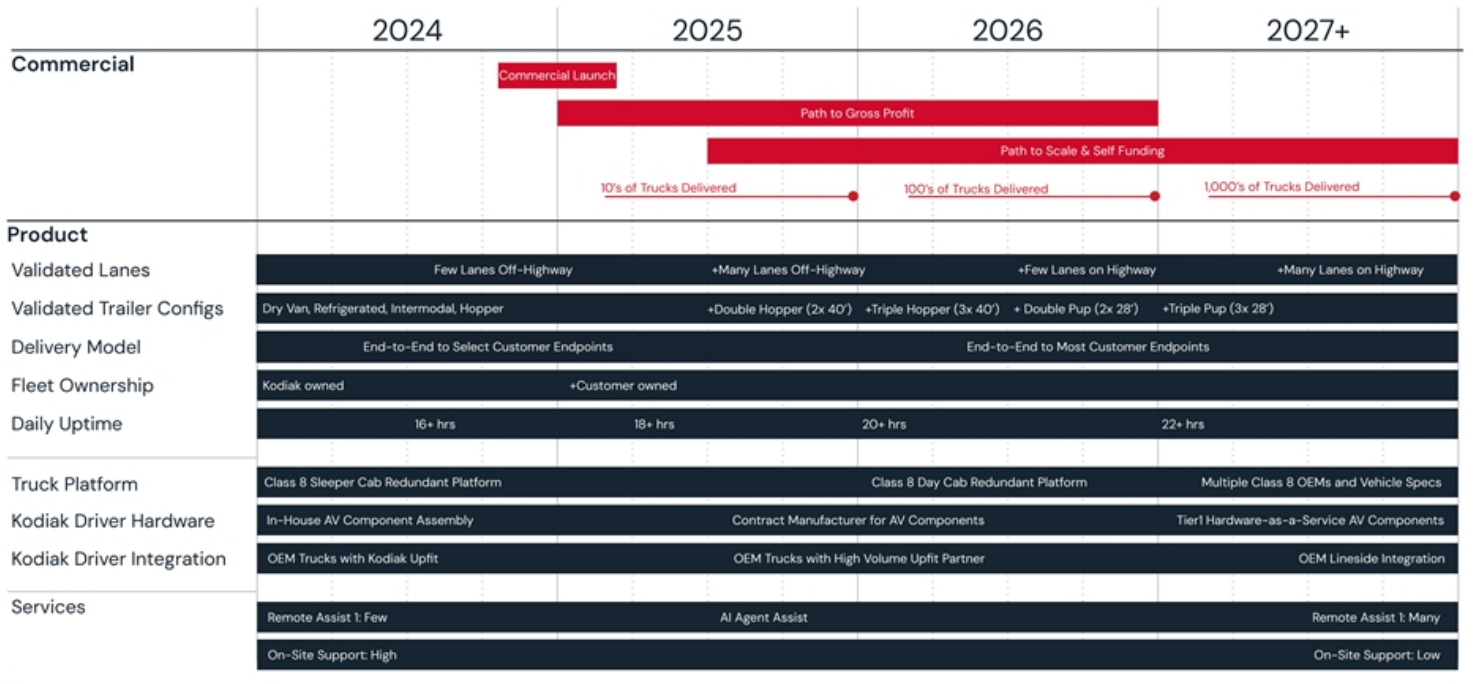 2024 2025 2026 2027+
Commercial
Commercial Launch
Path to Gross Profit
Path to Scale & Self Funding
10's of Trucks Delivered 100's of Trucks Delivered 1,000's of Trucks Delivered
Product
Validated Lanes Few Lanes Off-Highway +Many Lanes Off-Highway +Few Lanes on Highway +Many Lanes on Highway
Validated Trailer Configs Dry Van, Refrigerated, Intermodal, Hopper +Double Hopper (2x 40') +Triple Hopper (3x 40') + Double Pup (2x 28') +Triple Pup (3x 28')
Delivery Model End-to-End to Select Customer Endpoints End-to-End to Most Customer Endpoints
Fleet Ownership Kodiak owned +Customer owned
Daily Uptime 16+ hrs 18+ hrs 20+ hrs 22+ hrs
Truck Platform Class 8 Sleeper Cab Redundant Platform Class 8 Day Cab Redundant Platform Multiple Class 8 OEMs and Vehicle Specs
Kodiak Driver Hardware In-House AV Component Assembly Contract Manufacturer for AV Components Tier1 Hardware-as-a-Service AV Components
Kodiak Driver Integration OEM Trucks with Kodiak Upfit OEM Trucks with High Volume Upfit Partner OEM Lineside Integration
Services Remote Assist 1: Few AI Agent Assist Remote Assist 1: Many
On-Site Support: High On-Site Support: Low